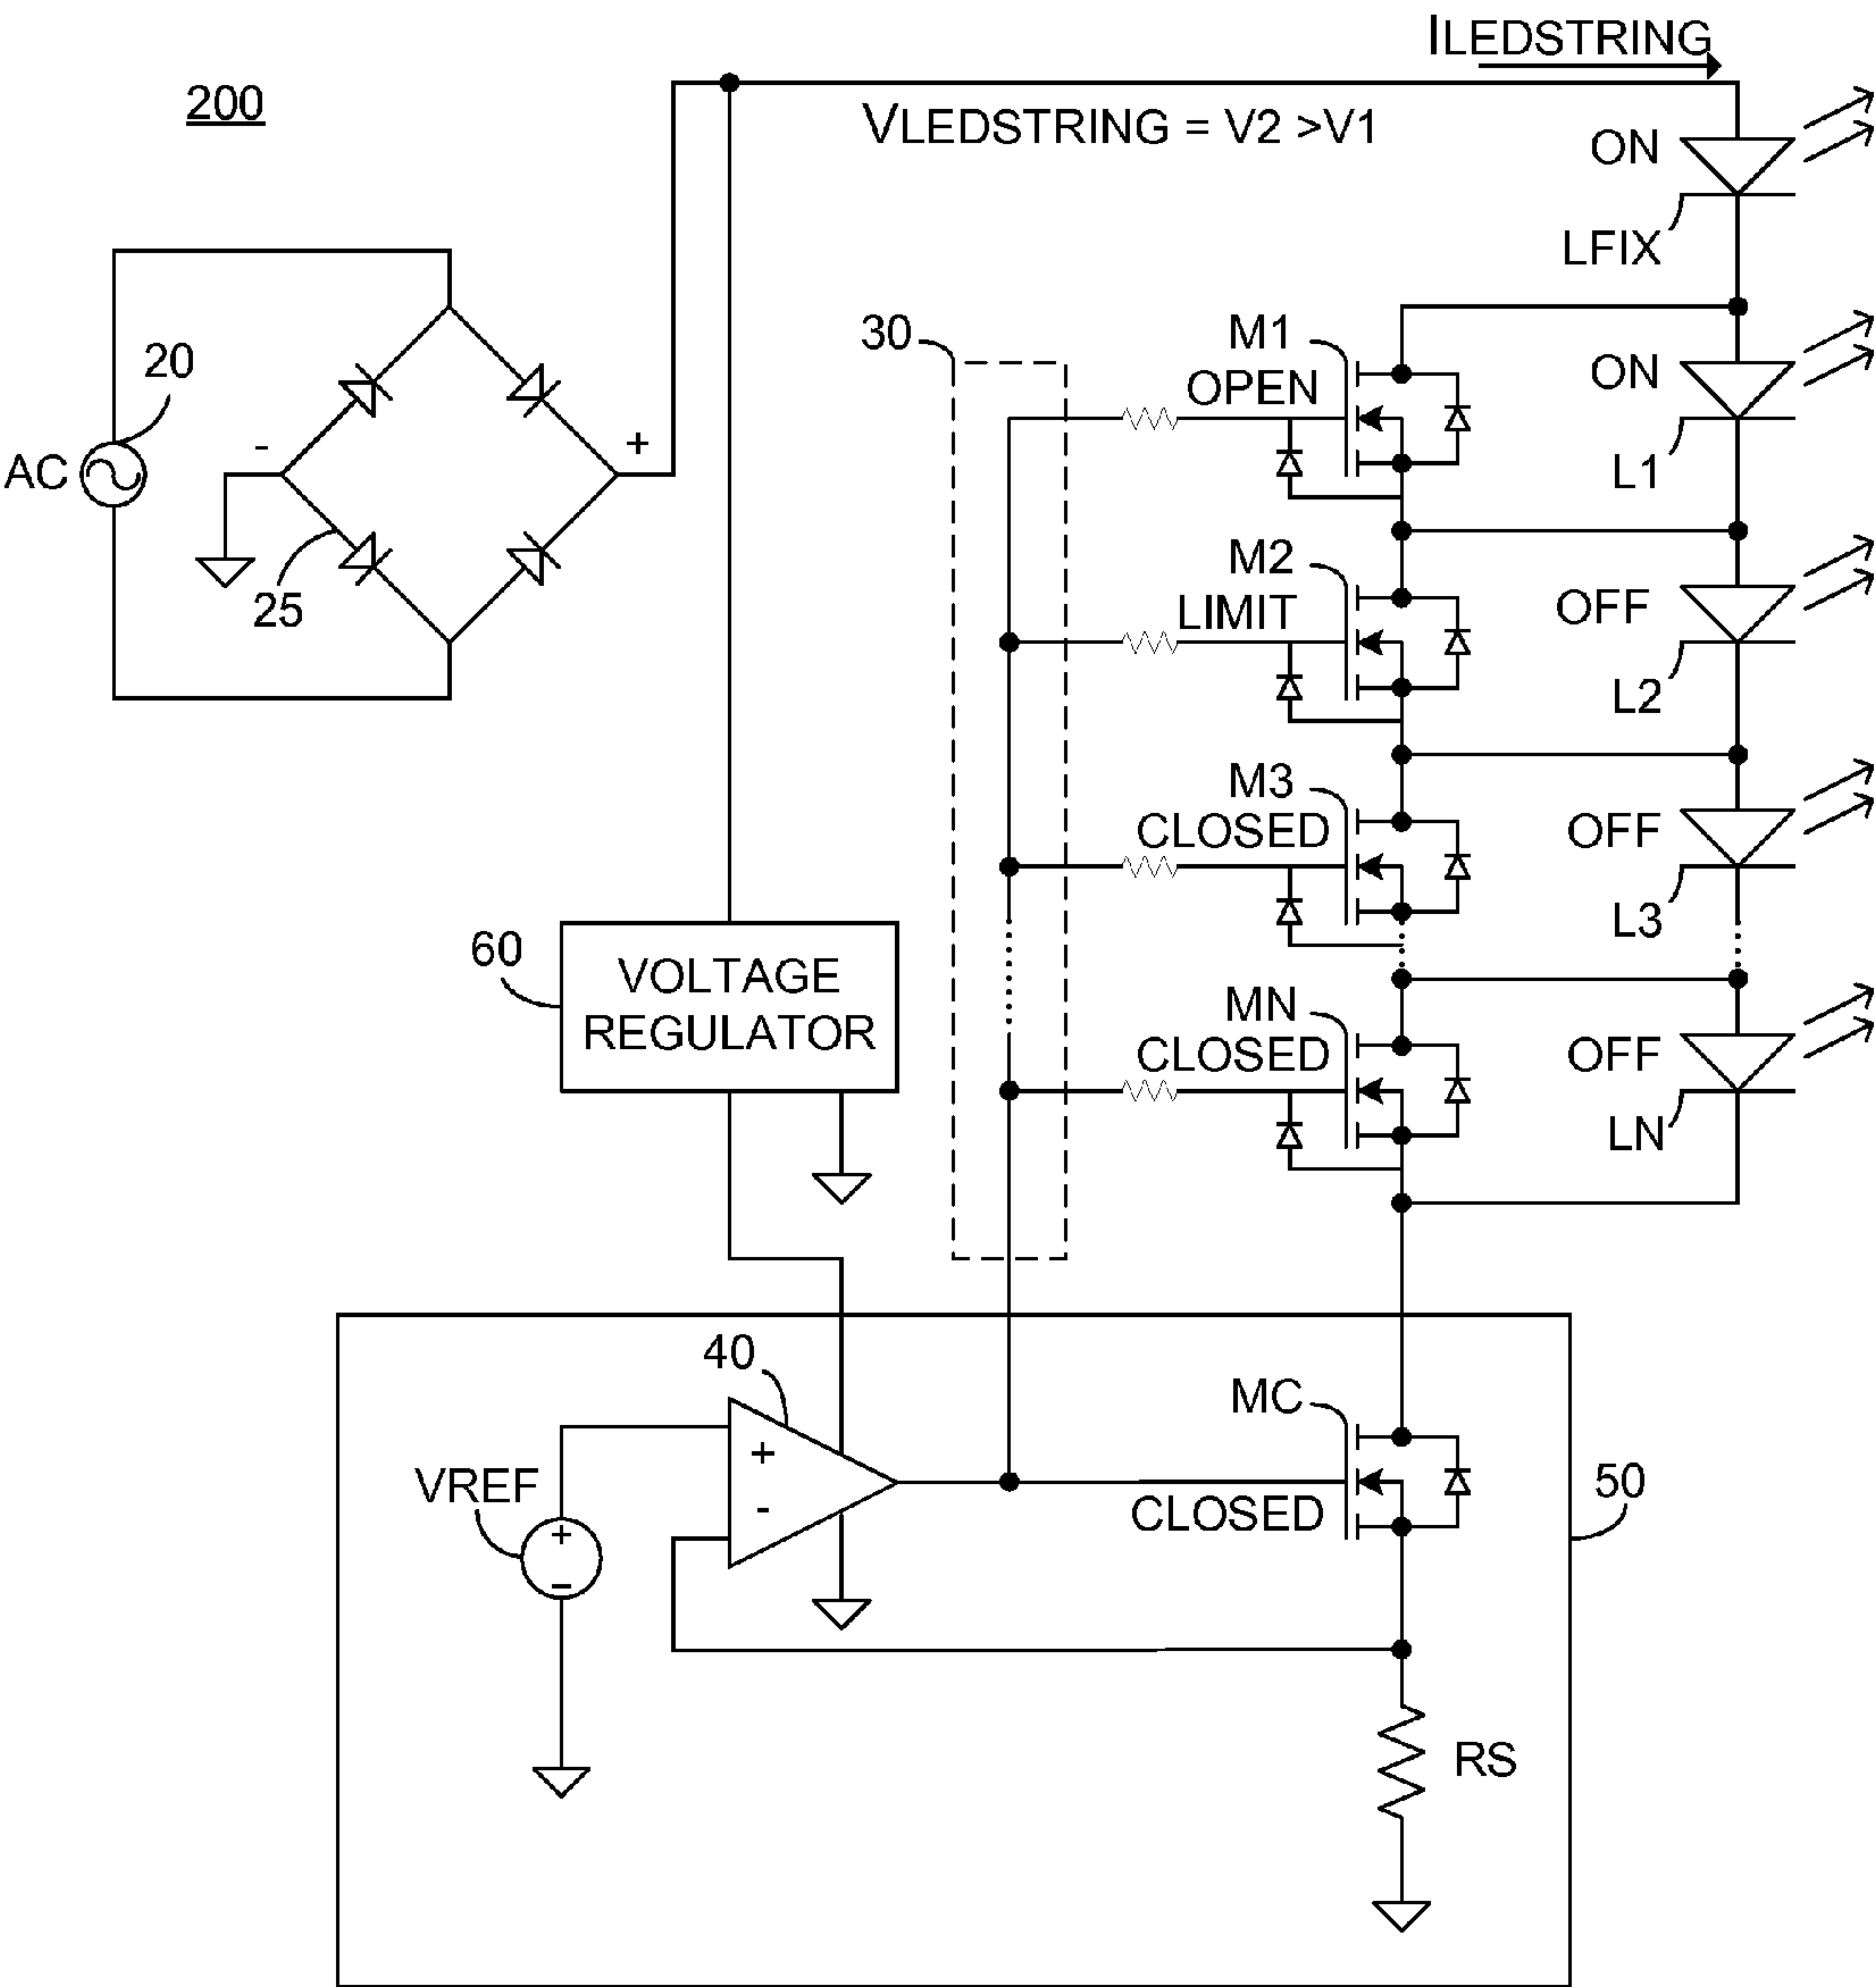 ILEDSTRING
200
VLEDSTRING = V2 >V1
ON
LFIX
20
AC
-
+
25
30
M1
OPEN
ON
L1
M2
LIMIT
OFF
L2
M3
CLOSED
OFF
L3
60
VOLTAGE
REGULATOR
MN
CLOSED
OFF
LN
40
+
-
VREF
+
-
MC
CLOSED
50
RS